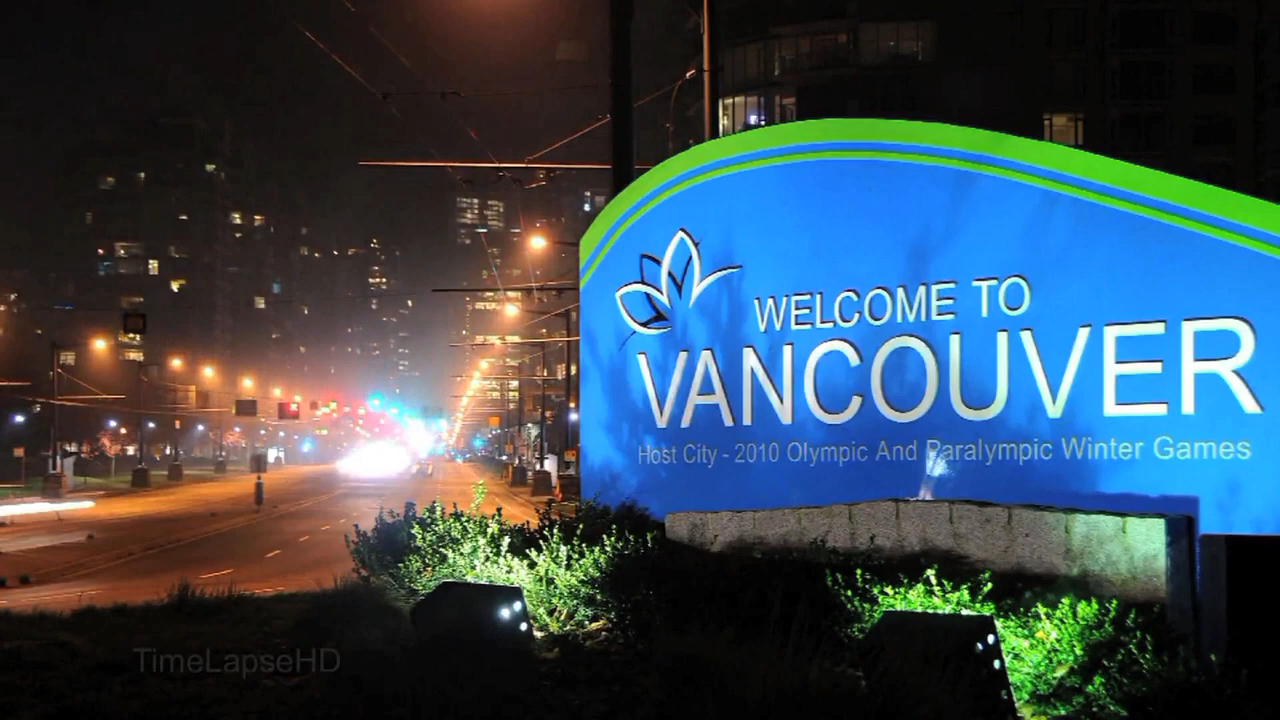 WELCOME TO
VANCOUVER
Host City - 2010 Olympic And Paralympic Winter Games
TimeLapseHD